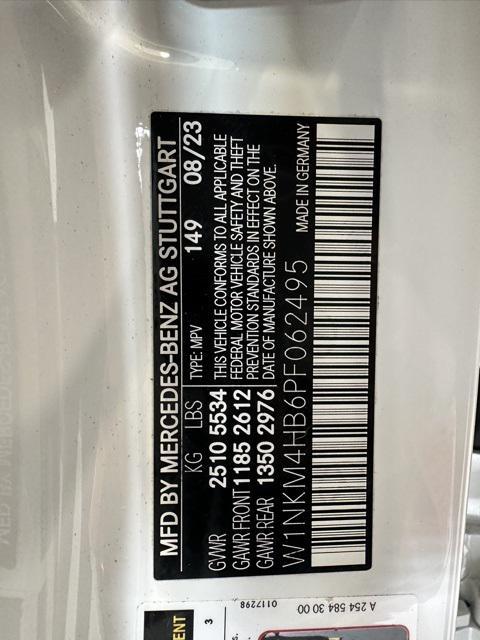 MFD BY MERCEDES-BENZ AG STUTTGART
KG LBS TYPE: MPV 149 08/23
GVWR 2510 5534
GAWR FRONT 1185 2612
GAWR REAR 1350 2976
THIS VEHICLE CONFORMS TO ALL APPLICABLE
FEDERAL MOTOR VEHICLE SAFETY AND THEFT
PREVENTION STANDARDS IN EFFECT ON THE
DATE OF MANUFACTURE SHOWN ABOVE.
W1NKM4HB6PF062495 MADE IN GERMANY
0117298
A 254 584 30 00
3